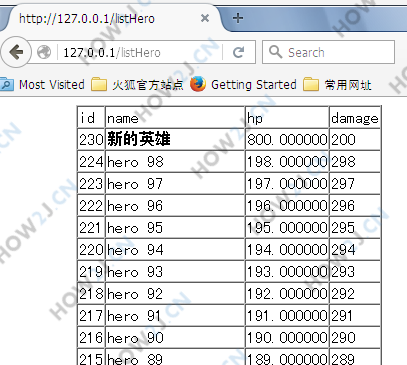 http://127.0.0.1/listHero
127.0.0.1/listHero
Search
Most Visited 火狐官方站点 Getting Started 常用网址
id name hp damage
230 新的英雄 800.000000 200
224 hero 98 198.000000 298
223 hero 97 197.000000 297
222 hero 96 196.000000 296
221 hero 95 195.000000 295
220 hero 94 194.000000 294
219 hero 93 193.000000 293
218 hero 92 192.000000 292
217 hero 91 191.000000 291
216 hero 90 190.000000 290
215 hero 89 189.000000 289
HOW2J.CN
HOW2J.CN
HOW2J.CN
HOW2J.CN
HOW2J.CN
HOW2J.CN